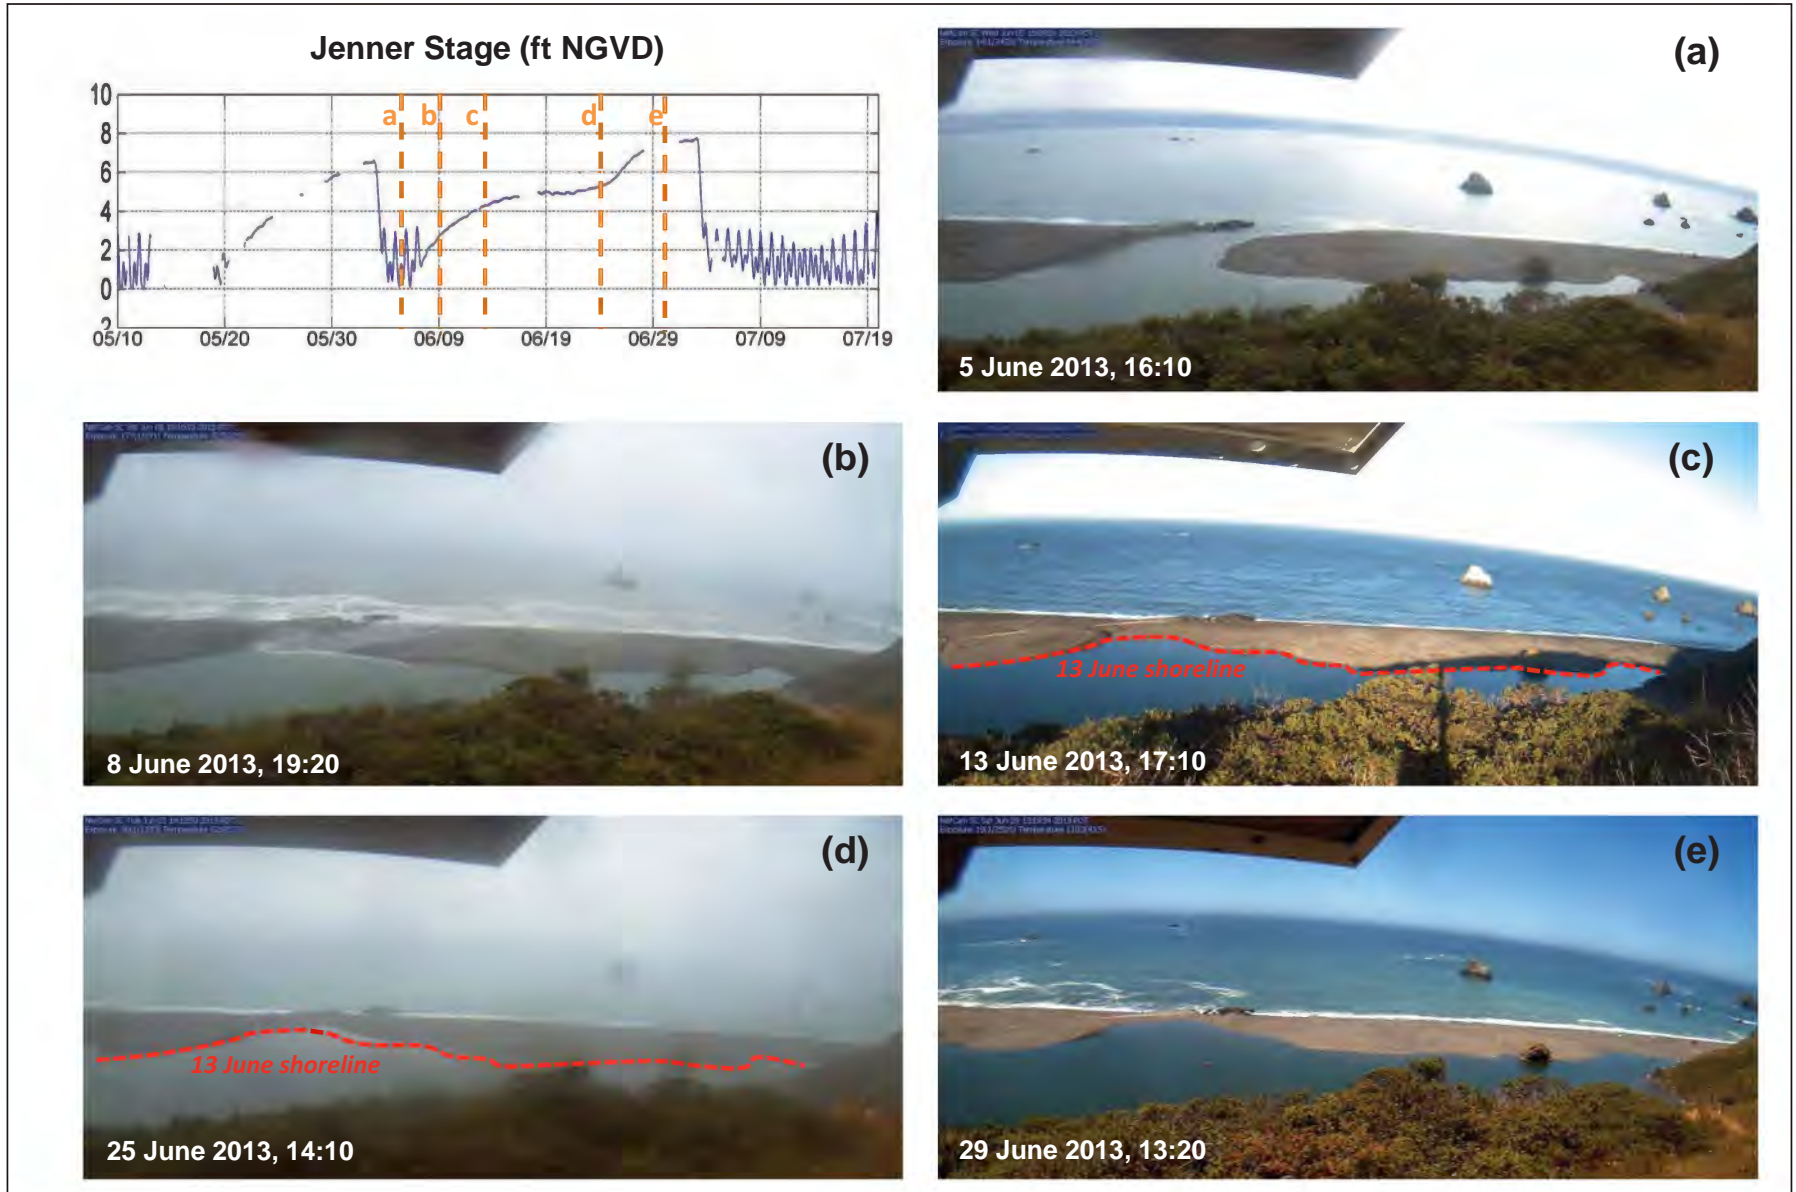 Jenner Stage (ft NGVD)
10
8
6
4
2
0
2
a
b
c
d
e
05/10 05/20 05/30 06/09 06/19 06/29 07/09 07/19
(a)
5 June 2013, 16:10
(b)
8 June 2013, 19:20
(c)
13 June shoreline
13 June 2013, 17:10
(d)
13 June shoreline
25 June 2013, 14:10
(e)
29 June 2013, 13:20